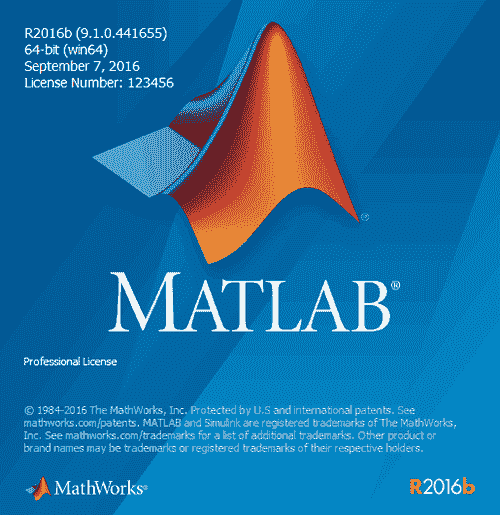 R2016b (9.1.0.441655)
64-bit (win64)
September 7, 2016
License Number: 123456
®
MATLAB®
Professional License
© 1984-2016 The MathWorks, Inc. Protected by U.S and international patents. See
mathworks.com/patents. MATLAB and Simulink are registered trademarks of The MathWorks,
Inc. See mathworks.com/trademarks for a list of additional trademarks. Other product or
brand names may be trademarks or registered trademarks of their respective holders.
MathWorks®
R2016b